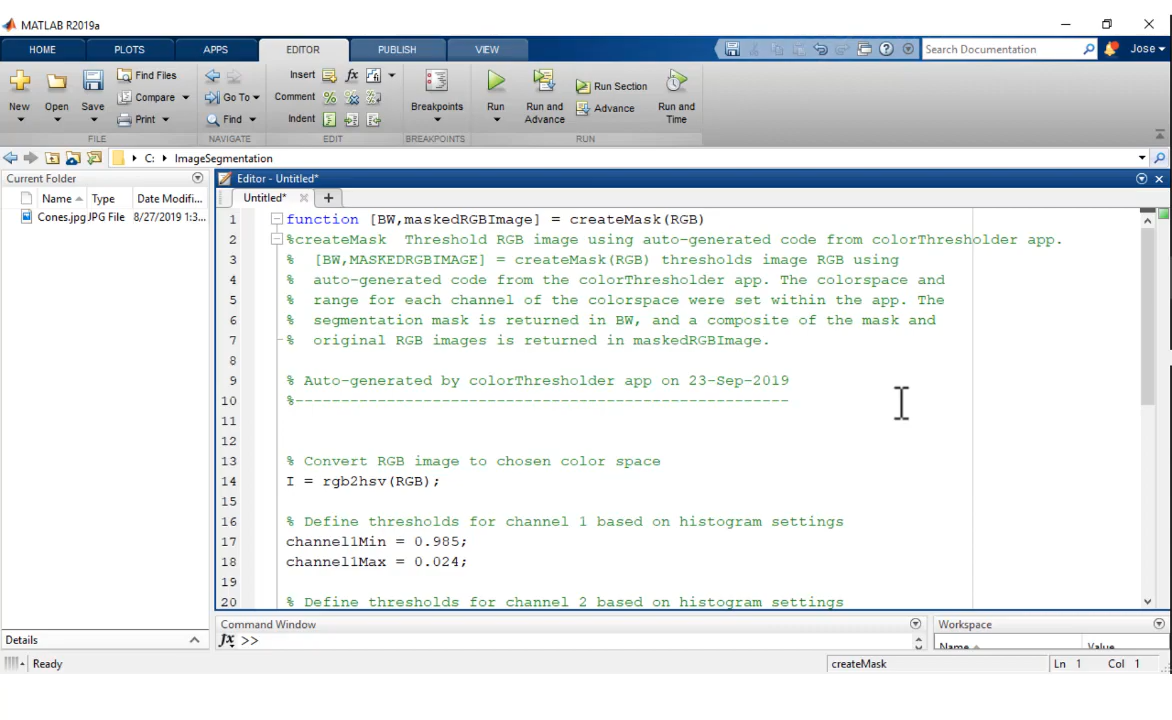 MATLAB R2019a
HOME PLOTS APPS EDITOR PUBLISH VIEW Search Documentation Jose
Find Files Insert fx Run Section
Compare Go To Comment Advance
New Open Save Print Find Indent Breakpoints Run Run and Advance Run and Time
FILE NAVIGATE EDIT BREAKPOINTS RUN
C: ImageSegmentation
Current Folder
Name Type Date Modifi...
Cones.jpg JPG File 8/27/2019 1:3...
Editor - Untitled*
Untitled* × +
1 function [BW,maskedRGBImage] = createMask(RGB)
2 %createMask  Threshold RGB image using auto-generated code from colorThresholder app.
3 %  [BW,MASKEDRGBIMAGE] = createMask(RGB) thresholds image RGB using
4 %  auto-generated code from the colorThresholder app. The colorspace and
5 %  range for each channel of the colorspace were set within the app. The
6 %  segmentation mask is returned in BW, and a composite of the mask and
7 %  original RGB images is returned in maskedRGBImage.
8
9 % Auto-generated by colorThresholder app on 23-Sep-2019
10 %------------------------------------------------------
11
12
13 % Convert RGB image to chosen color space
14 I = rgb2hsv(RGB);
15
16 % Define thresholds for channel 1 based on histogram settings
17 channel1Min = 0.985;
18 channel1Max = 0.024;
19
20 % Define thresholds for channel 2 based on histogram settings
Command Window
fx >>
Workspace
Name Value
Details
Ready createMask Ln 1 Col 1